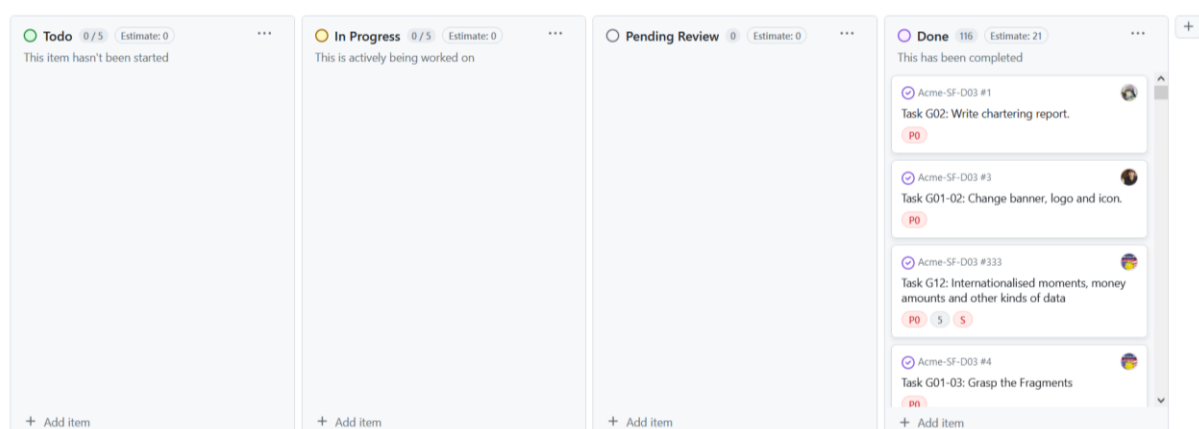 Todo 0 / 5 Estimate: 0 ...
This item hasn't been started
+ Add item
In Progress 0 / 5 Estimate: 0 ...
This is actively being worked on
+ Add item
Pending Review 0 Estimate: 0 ...
+ Add item
Done 116 Estimate: 21 ...
This has been completed
Acme-SF-D03 #1
Task G02: Write chartering report.
P0
Acme-SF-D03 #3
Task G01-02: Change banner, logo and icon.
P0
Acme-SF-D03 #333
Task G12: Internationalised moments, money
amounts and other kinds of data
P0 5 S
Acme-SF-D03 #4
Task G01-03: Grasp the Fragments
P0
+ Add item
+